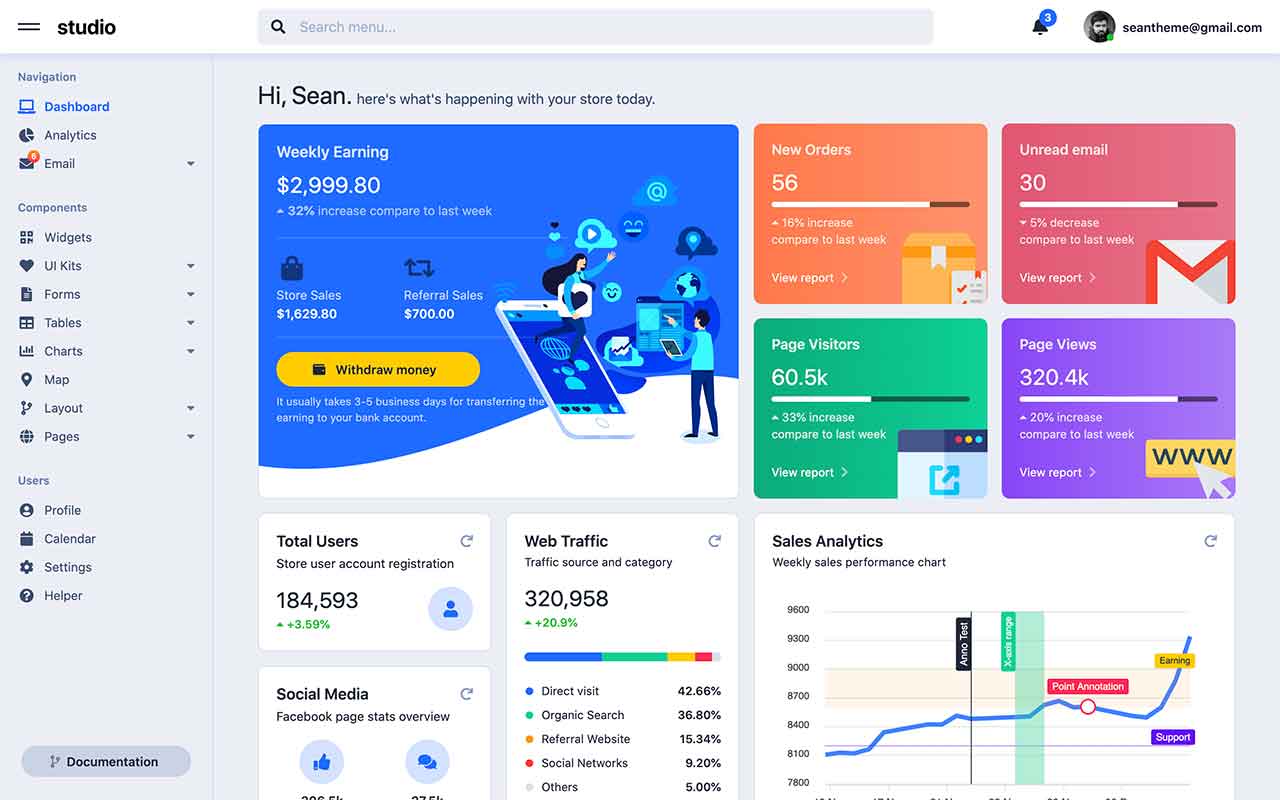 studio
Search menu...
3
seantheme@gmail.com
Navigation
Dashboard
Analytics
6
Email
Components
Widgets
UI Kits
Forms
Tables
Charts
Map
Layout
Pages
Users
Profile
Calendar
Settings
Helper
Documentation
Hi, Sean. here's what's happening with your store today.
Weekly Earning
$2,999.80
32% increase compare to last week
Store Sales
$1,629.80
Referral Sales
$700.00
Withdraw money
It usually takes 3-5 business days for transferring the
earning to your bank account.
New Orders
56
16% increase
compare to last week
View report
Unread email
30
5% decrease
compare to last week
View report
Page Visitors
60.5k
33% increase
compare to last week
View report
Page Views
320.4k
20% increase
compare to last week
View report
WWW
Total Users
Store user account registration
184,593
+3.59%
Social Media
Facebook page stats overview
Web Traffic
Traffic source and category
320,958
+20.9%
Direct visit 42.66%
Organic Search 36.80%
Referral Website 15.34%
Social Networks 9.20%
Others 5.00%
Sales Analytics
Weekly sales performance chart
9600
9300
9000
8700
8400
8100
7800
Anno Test
X-axis range
Point Annotation
Earning
Support